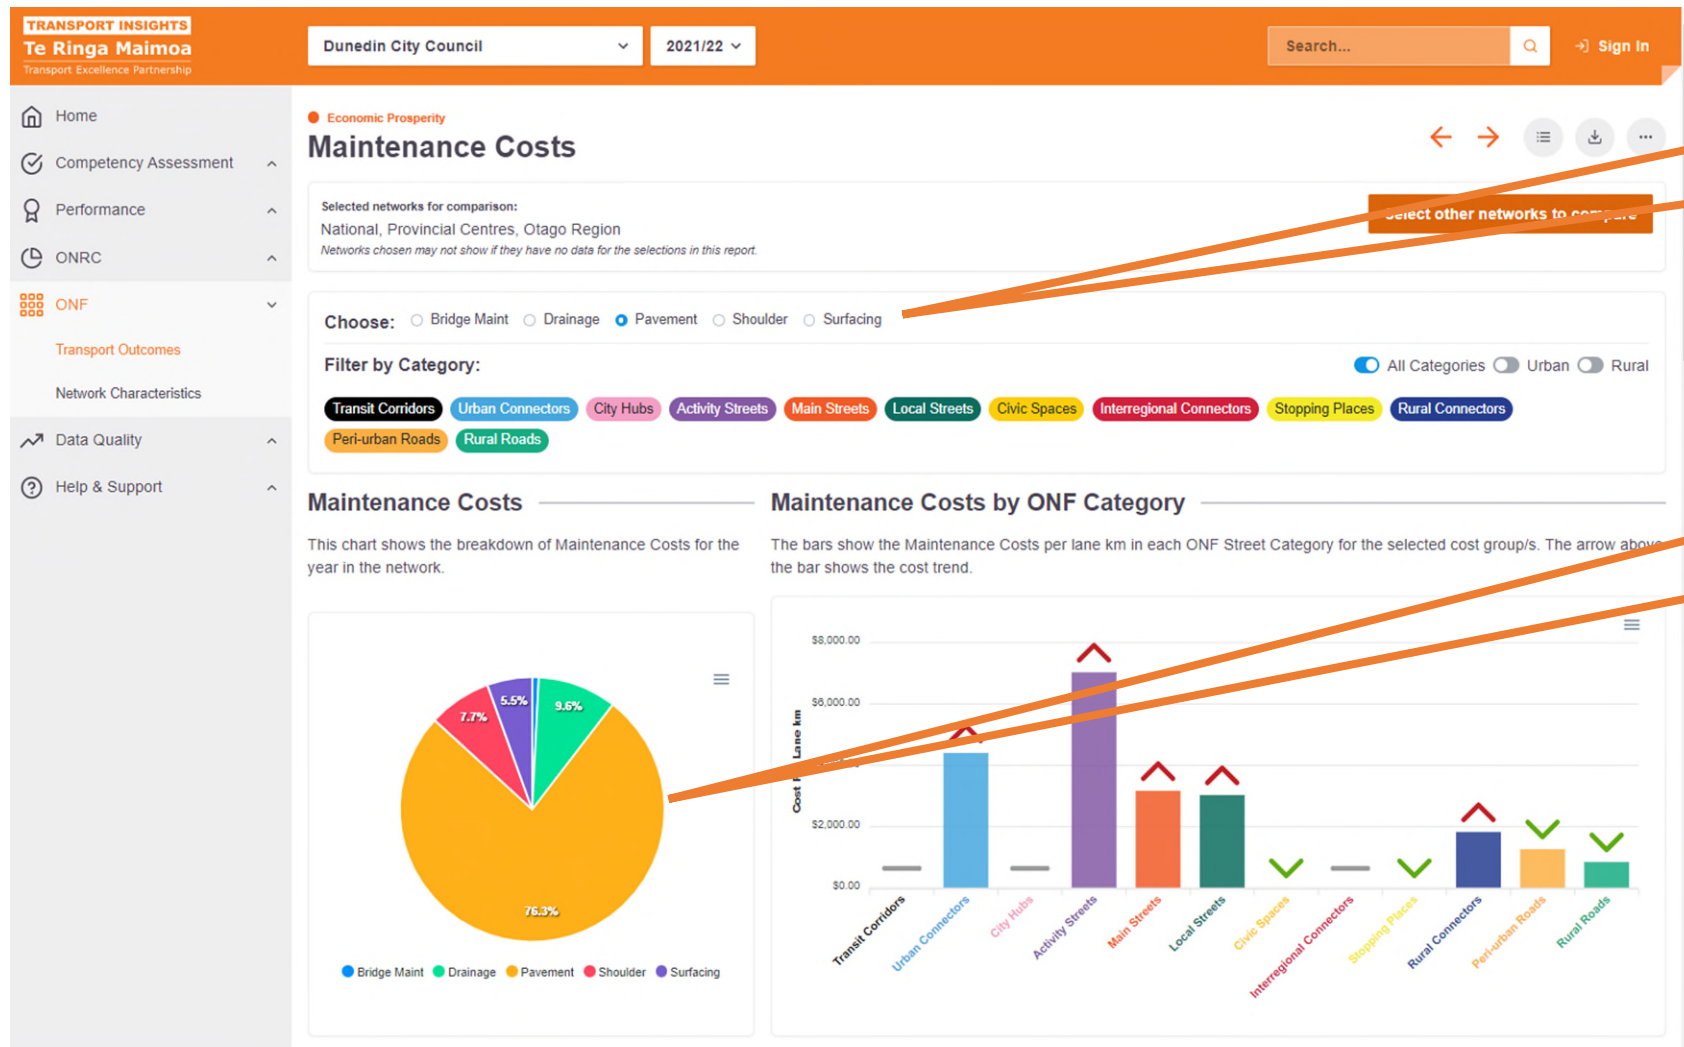 TRANSPORT INSIGHTS
Te Ringa Maimoa
Transport Excellence Partnership
Dunedin City Council
2021/22
Search...
Sign In
Home
Competency Assessment
Performance
ONRC
ONF
Transport Outcomes
Network Characteristics
Data Quality
Help & Support
Economic Prosperity
Maintenance Costs
Selected networks for comparison:
National, Provincial Centres, Otago Region
Networks chosen may not show if they have no data for the selections in this report.
Select other networks to compare
Choose: Bridge Maint Drainage Pavement Shoulder Surfacing
Filter by Category:
All Categories Urban Rural
Transit Corridors Urban Connectors City Hubs Activity Streets Main Streets Local Streets Civic Spaces Interregional Connectors Stopping Places Rural Connectors
Peri-urban Roads Rural Roads
Maintenance Costs
This chart shows the breakdown of Maintenance Costs for the
year in the network.
5.5%
9.6%
7.7%
76.3%
Bridge Maint Drainage Pavement Shoulder Surfacing
Maintenance Costs by ONF Category
The bars show the Maintenance Costs per lane km in each ONF Street Category for the selected cost group/s. The arrow above
the bar shows the cost trend.
$8,000.00
$6,000.00
$2,000.00
$0.00
Cost Lane km
Transit Corridors
Urban Connectors
City Hubs
Activity Streets
Main Streets
Local Streets
Civic Spaces
Interregional Connectors
Stopping Places
Rural Connectors
Peri-urban Roads
Rural Roads